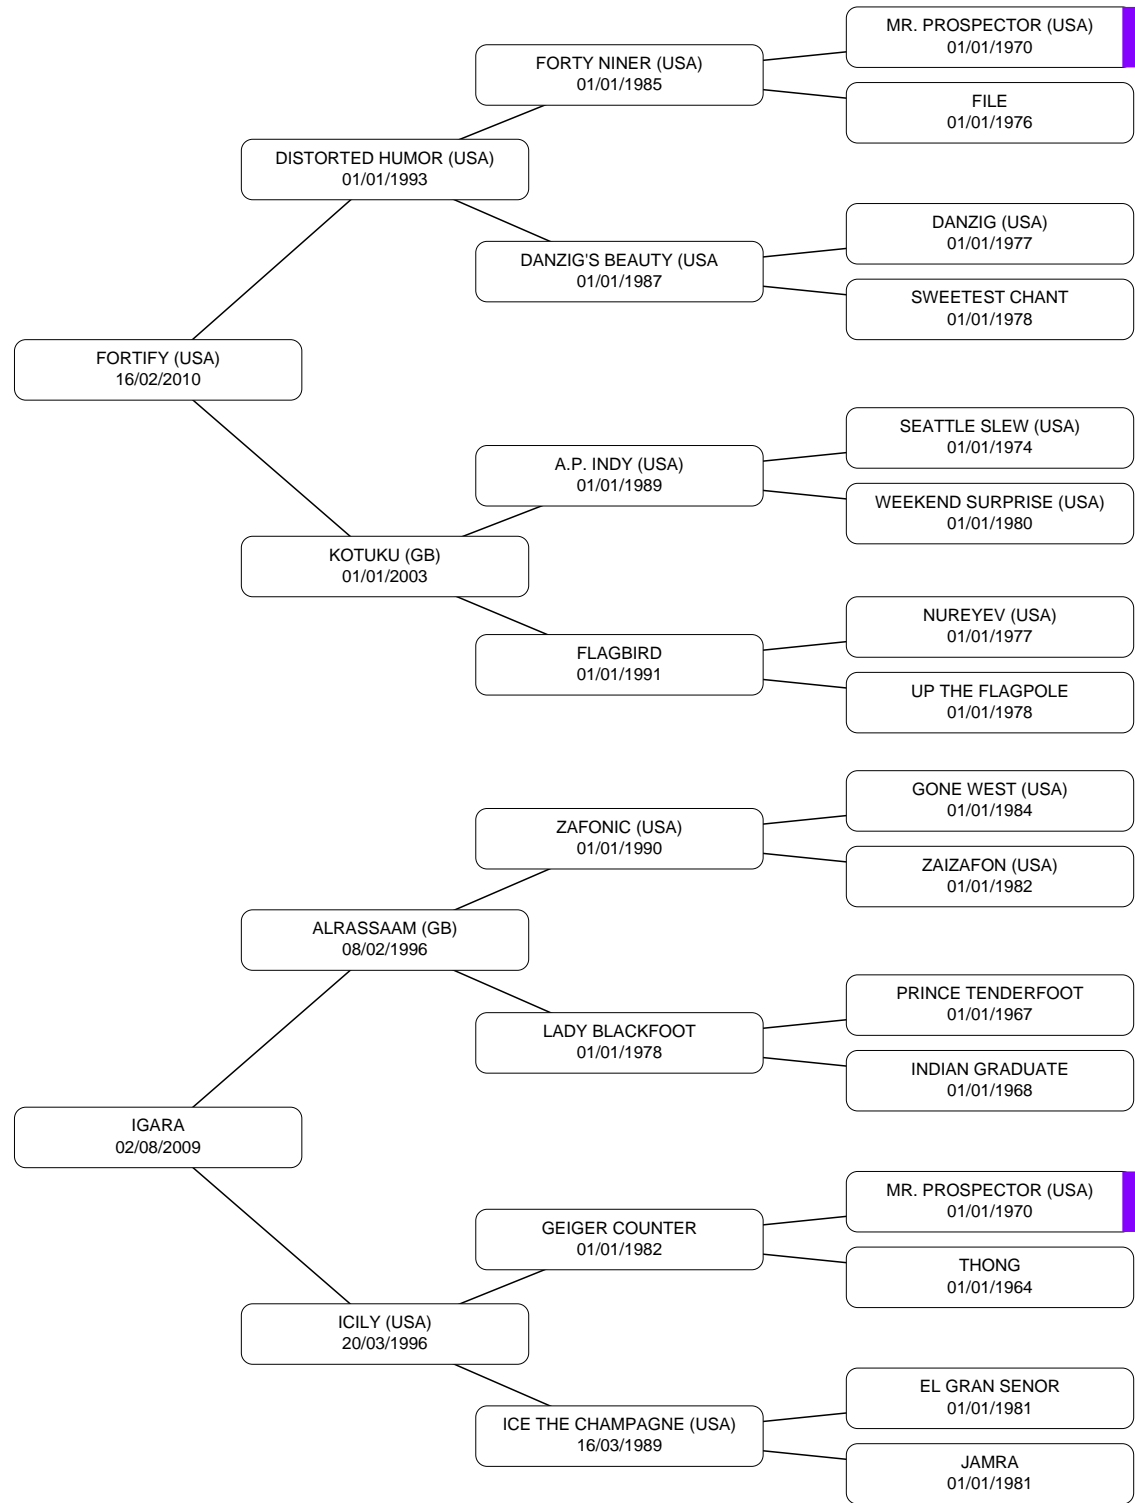 MR. PROSPECTOR (USA)
01/01/1970
FORTY NINER (USA)
01/01/1985
FILE
01/01/1976
DISTORTED HUMOR (USA)
01/01/1993
DANZIG (USA)
01/01/1977
DANZIG'S BEAUTY (USA
01/01/1987
SWEETEST CHANT
01/01/1978
FORTIFY (USA)
16/02/2010
SEATTLE SLEW (USA)
01/01/1974
A.P. INDY (USA)
01/01/1989
WEEKEND SURPRISE (USA)
01/01/1980
KOTUKU (GB)
01/01/2003
NUREYEV (USA)
01/01/1977
FLAGBIRD
01/01/1991
UP THE FLAGPOLE
01/01/1978
GONE WEST (USA)
01/01/1984
ZAFONIC (USA)
01/01/1990
ZAIZAFON (USA)
01/01/1982
ALRASSAAM (GB)
08/02/1996
PRINCE TENDERFOOT
01/01/1967
LADY BLACKFOOT
01/01/1978
INDIAN GRADUATE
01/01/1968
IGARA
02/08/2009
MR. PROSPECTOR (USA)
01/01/1970
GEIGER COUNTER
01/01/1982
THONG
01/01/1964
ICILY (USA)
20/03/1996
EL GRAN SENOR
01/01/1981
ICE THE CHAMPAGNE (USA)
16/03/1989
JAMRA
01/01/1981